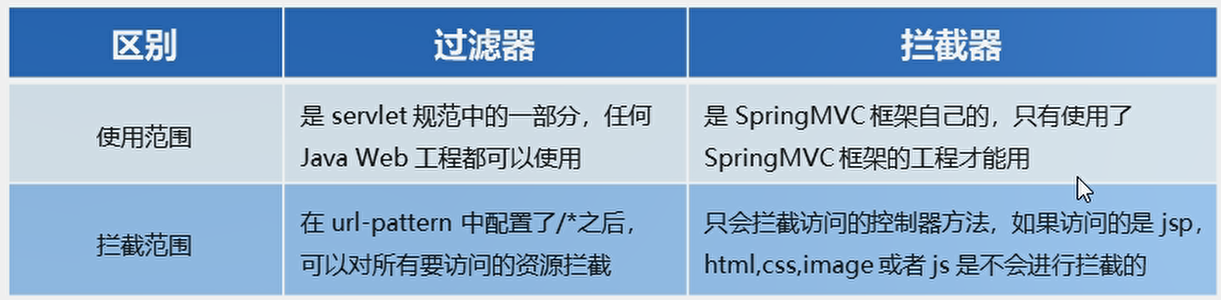 区别
过滤器
拦截器
使用范围
是 servlet 规范中的一部分，任何
Java Web 工程都可以使用
是 SpringMVC 框架自己的，只有使用了
SpringMVC 框架的工程才能用
拦截范围
在 url-pattern 中配置了/*之后，
可以对所有要访问的资源拦截
只会拦截访问的控制器方法，如果访问的是 jsp，
html,css,image 或者 js 是不会进行拦截的